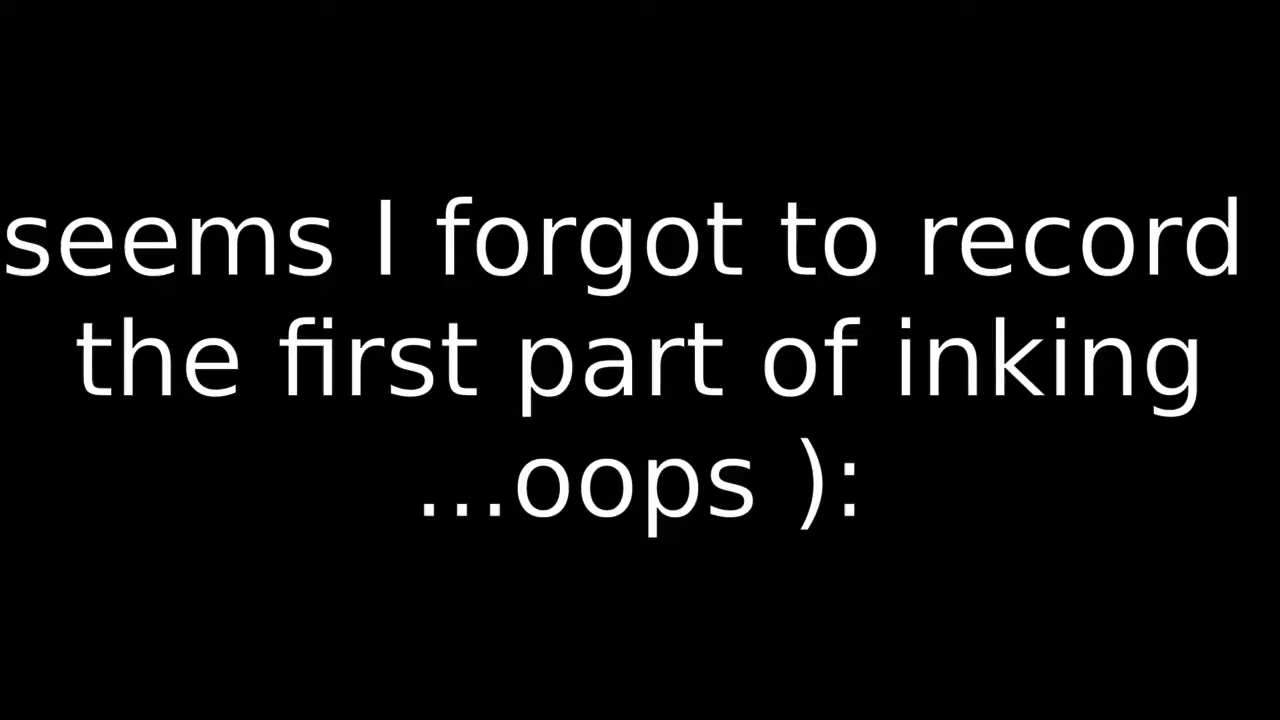 seems I forgot to record
the first part of inking
...oops ):